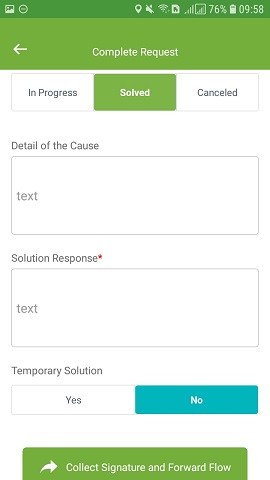 76% 09:58
Complete Request
In Progress Solved Canceled
Detail of the Cause
text
Solution Response*
text
Temporary Solution
Yes No
Collect Signature and Forward Flow